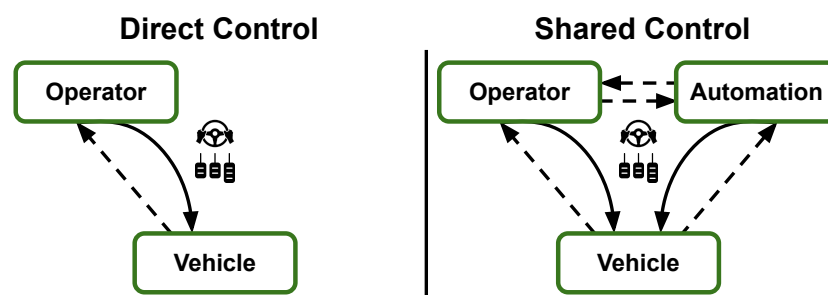 Direct Control
Operator
Vehicle
Shared Control
Operator
Automation
Vehicle